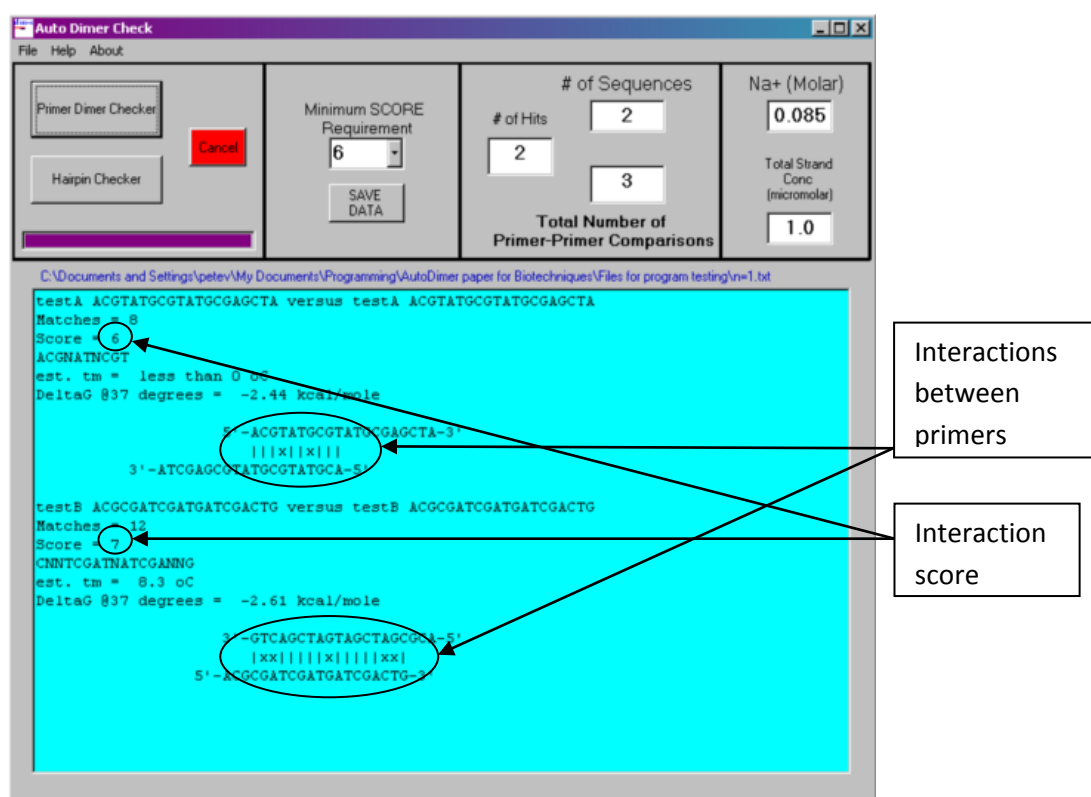 Auto Dimer Check
File Help About
Primer Dimer Checker
Cancel
Hairpin Checker
Minimum SCORE
Requirement
6
SAVE
DATA
# of Sequences
# of Hits
2
2
3
Total Number of
Primer-Primer Comparisons
Na+ (Molar)
0.085
Total Strand
Conc
(micromolar)
1.0
C:\Documents and Settings\petev\My Documents\Programming\AutoDimer paper for Biotechniques\Files for program testing\n=1.txt
testA ACGTATGCGTATGCGAGCTA versus testA ACGTATGCGTATGCGAGCTA
Matches = 8
Score = 6
ACGNATNCGT
est. tm = less than 0 oC
DeltaG @37 degrees = -2.44 kcal/mole
5'-ACGTATGCGTATGCGAGCTA-3'
|||x||x|||
3'-ATCGAGCGTATGCGTATGCA-5'
testB ACGCGATCGATGATCGACTG versus testB ACGCGATCGATGATCGACTG
Matches = 12
Score = 7
CNNTCGATNATCGANNG
est. tm = 8.3 oC
DeltaG @37 degrees = -2.61 kcal/mole
3'-GTCAGCTAGTAGCTAGCGCA-5'
|xx|||||x|||||xx|
5'-ACGCGATCGATGATCGACTG-3'
Interactions
between
primers
Interaction
score